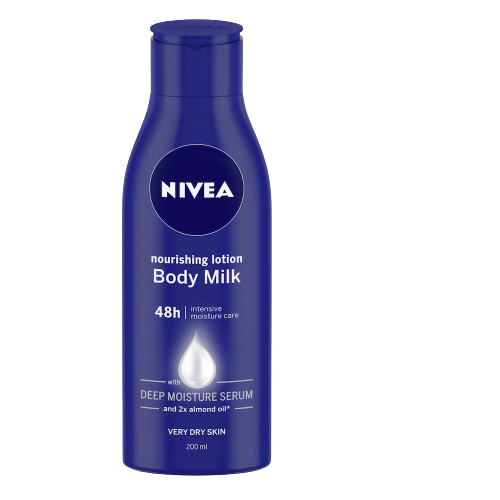 NIVEA
nourishing lotion
Body Milk
48h intensive
moisture care
with
DEEP MOISTURE SERUM
and 2x almond oil*
VERY DRY SKIN
200 ml